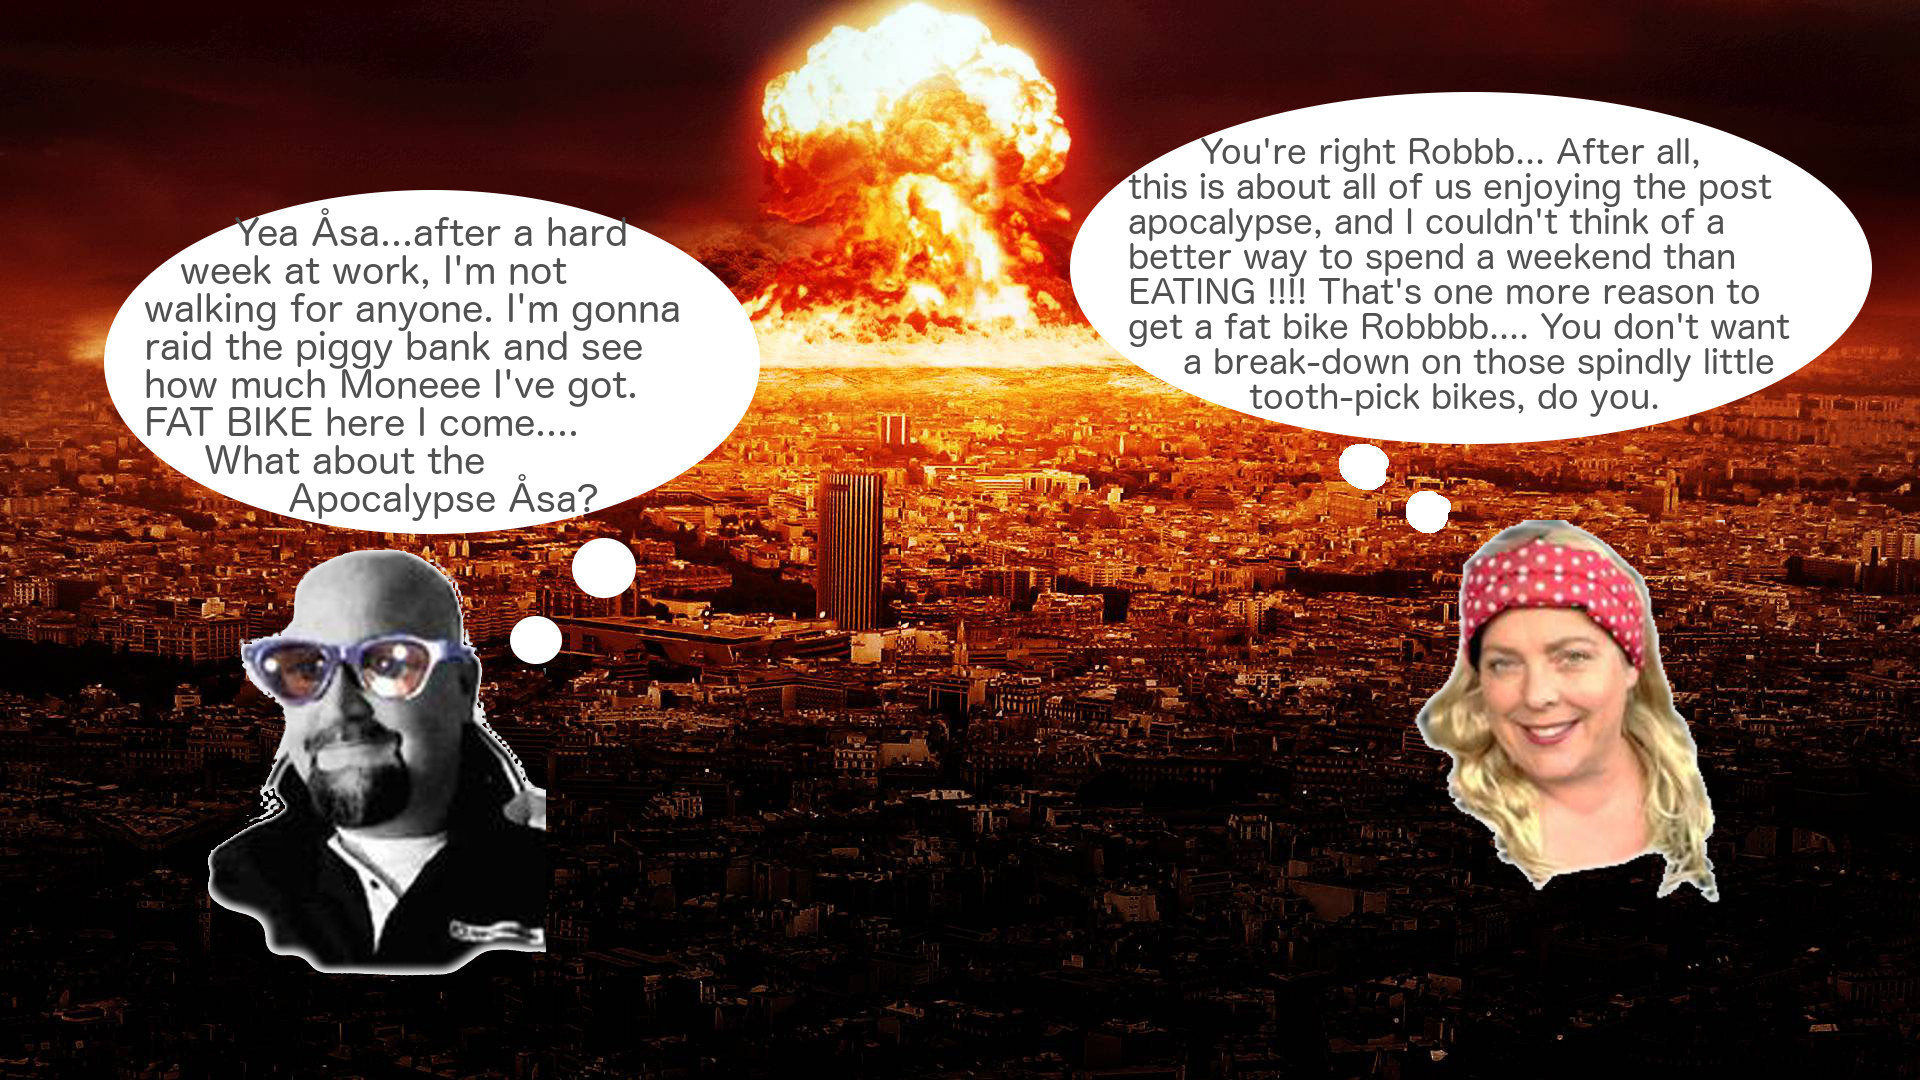 Yea Åsa...after a hard
week at work, I'm not
walking for anyone. I'm gonna
raid the piggy bank and see
how much Moneee I've got.
FAT BIKE here I come....
What about the
Apocalypse Åsa?
You're right Robbb... After all,
this is about all of us enjoying the post
apocalypse, and I couldn't think of a
better way to spend a weekend than
EATING !!!! That's one more reason to
get a fat bike Robbbb.... You don't want
a break-down on those spindly little
tooth-pick bikes, do you.